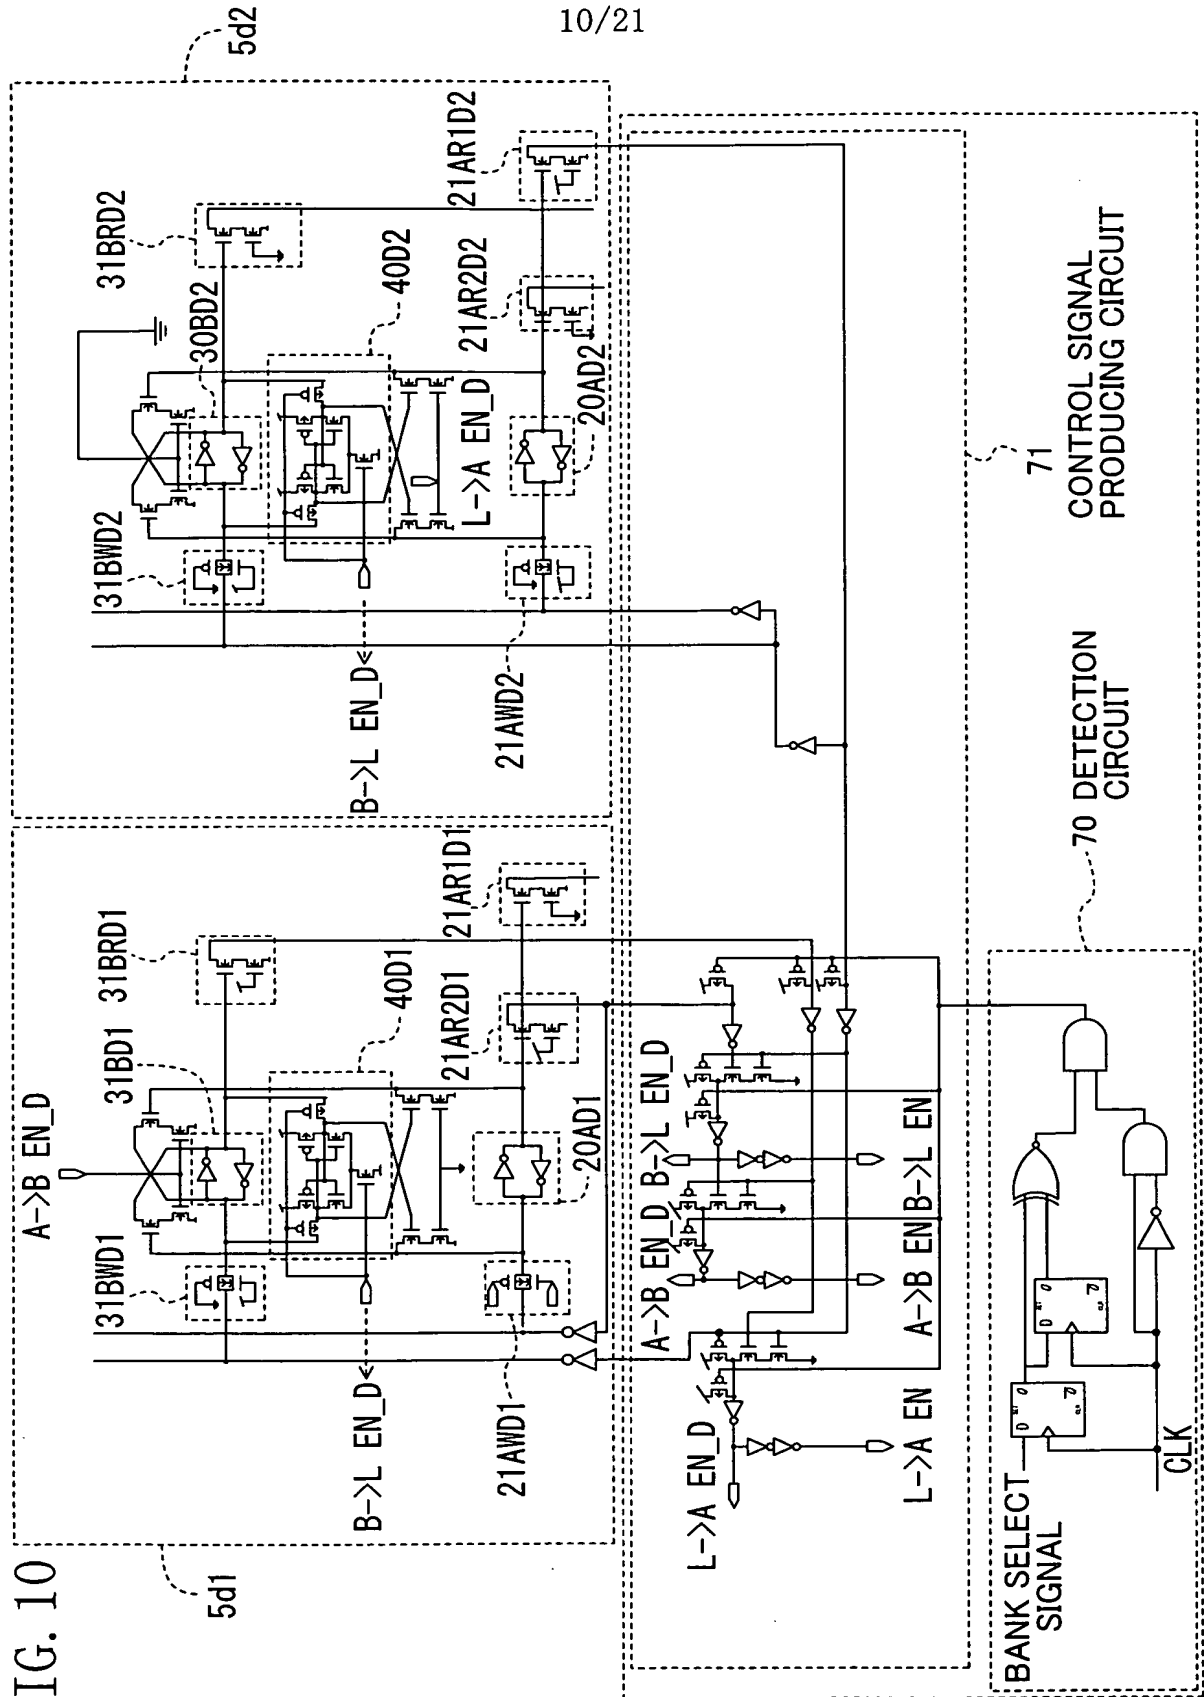 10/21
IG. 10
5d1
5d2
A->B EN_D
31BD1
31BRD1
31BWD1
40D1
B->L EN_D
21AWD1
20AD1
21AR2D1
21AR1D1
31BWD2
30BD2
31BRD2
40D2
B->L EN_D
L->A EN_D
21AWD2
20AD2
21AR2D2
21AR1D2
L->A EN_D
A->B EN_D
B->L EN_D
L->A EN
A->B EN
B->L EN
71
CONTROL SIGNAL
PRODUCING CIRCUIT
70 DETECTION
CIRCUIT
BANK SELECT
SIGNAL
D
Q
D
Q
CLK